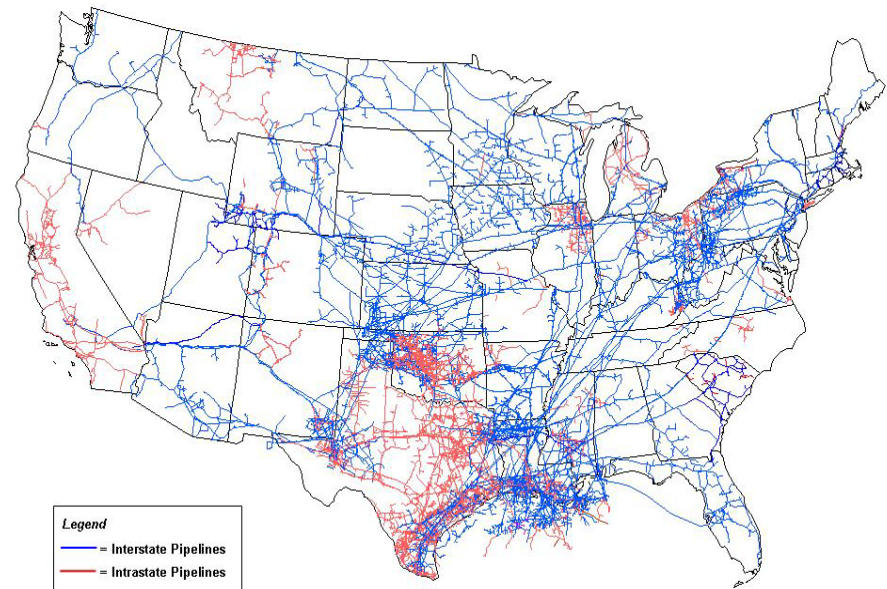 Legend
= Interstate Pipelines
= Intrastate Pipelines